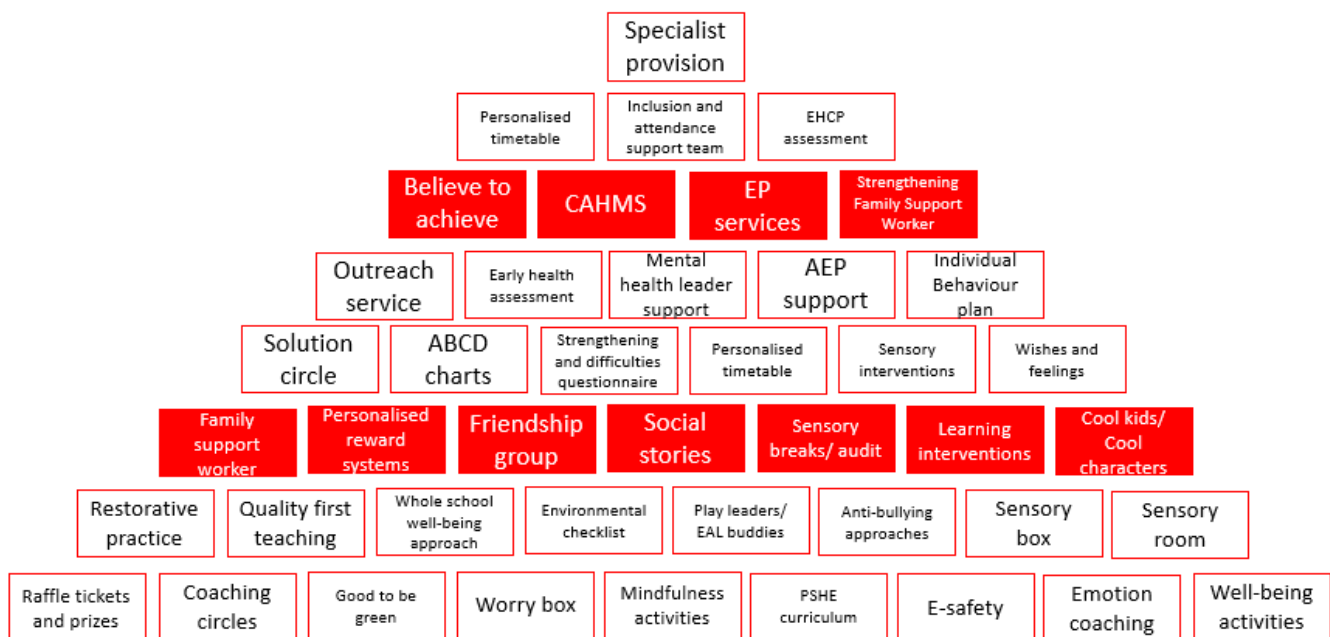 Specialist
provision
Personalised
timetable
Inclusion and
attendance
support team
EHCP
assessment
Believe to
achieve
CAHMS
EP
services
Strengthening
Family Support
Worker
Outreach
service
Early health
assessment
Mental
health leader
support
AEP
support
Individual
Behaviour
plan
Solution
circle
ABCD
charts
Strengthening
and difficulties
questionnaire
Personalised
timetable
Sensory
interventions
Wishes and
feelings
Family
support
worker
Personalised
reward
systems
Friendship
group
Social
stories
Sensory
breaks/ audit
Learning
interventions
Cool kids/
Cool
characters
Restorative
practice
Quality first
teaching
Whole school
well-being
approach
Environmental
checklist
Play leaders/
EAL buddies
Anti-bullying
approaches
Sensory
box
Sensory
room
Raffle tickets
and prizes
Coaching
circles
Good to be
green
Worry box
Mindfulness
activities
PSHE
curriculum
E-safety
Emotion
coaching
Well-being
activities